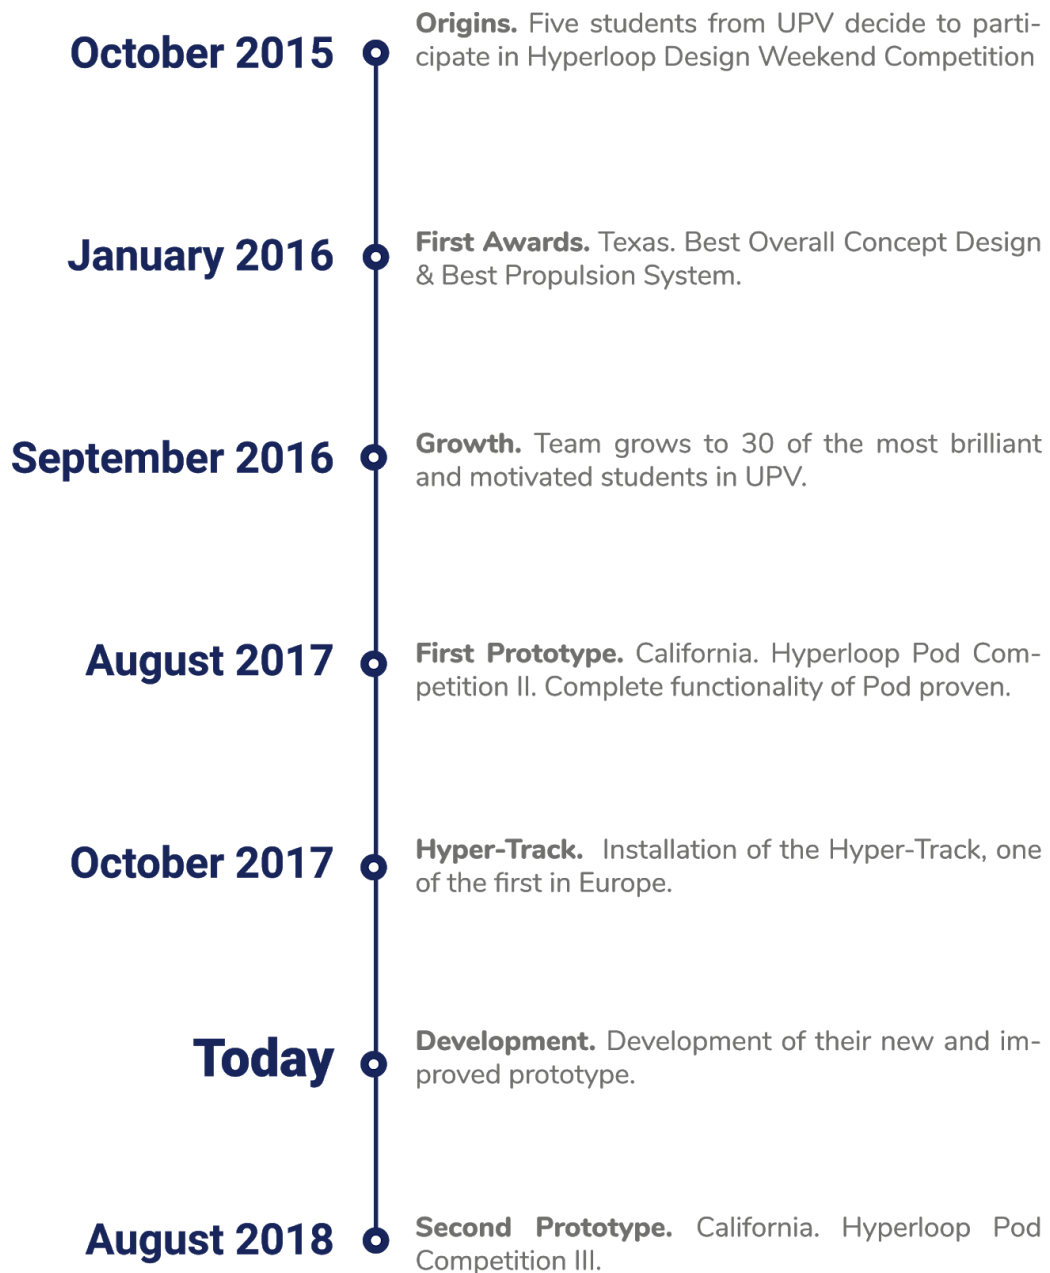 October 2015
Origins. Five students from UPV decide to parti-
cipate in Hyperloop Design Weekend Competition
January 2016
First Awards. Texas. Best Overall Concept Design
& Best Propulsion System.
September 2016
Growth. Team grows to 30 of the most brilliant
and motivated students in UPV.
August 2017
First Prototype. California. Hyperloop Pod Com-
petition II. Complete functionality of Pod proven.
October 2017
Hyper-Track. Installation of the Hyper-Track, one
of the first in Europe.
Today
Development. Development of their new and im-
proved prototype.
August 2018
Second Prototype. California. Hyperloop Pod
Competition III.